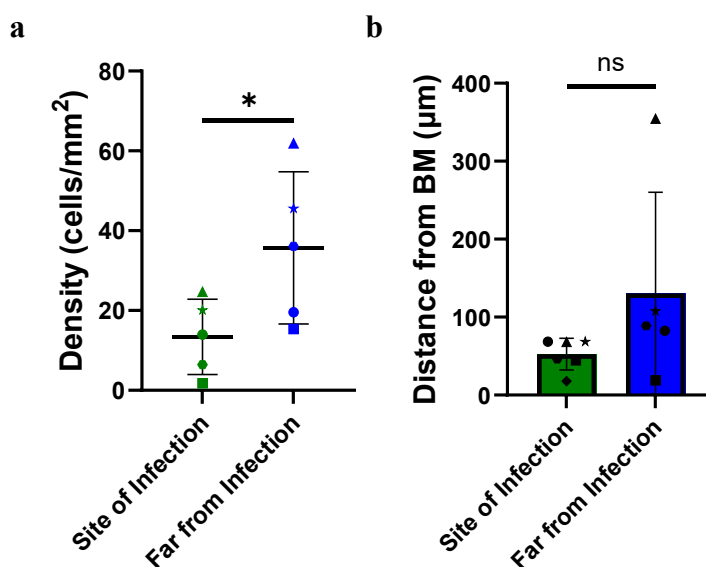 a
b
Density (cells/mm²)
80
60
40
20
0
*
Site of Infection
Far from Infection
Distance from BM (µm)
400
300
200
100
0
ns
Site of Infection
Far from Infection